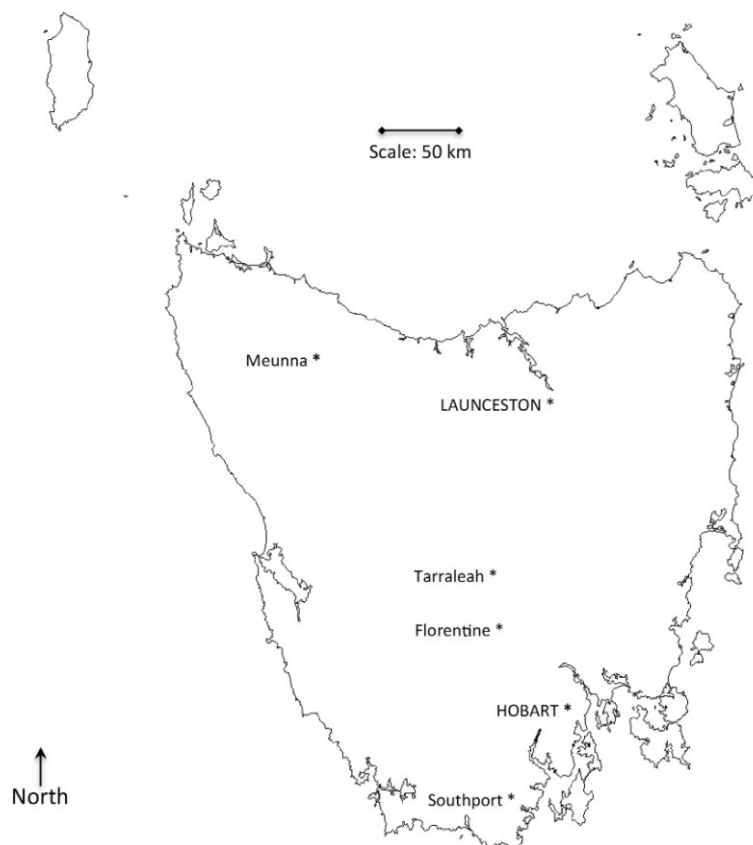 Scale: 50 km
Meunna *
LAUNCESTON *
Tarraleah *
Florentine *
HOBART *
North
Southport *